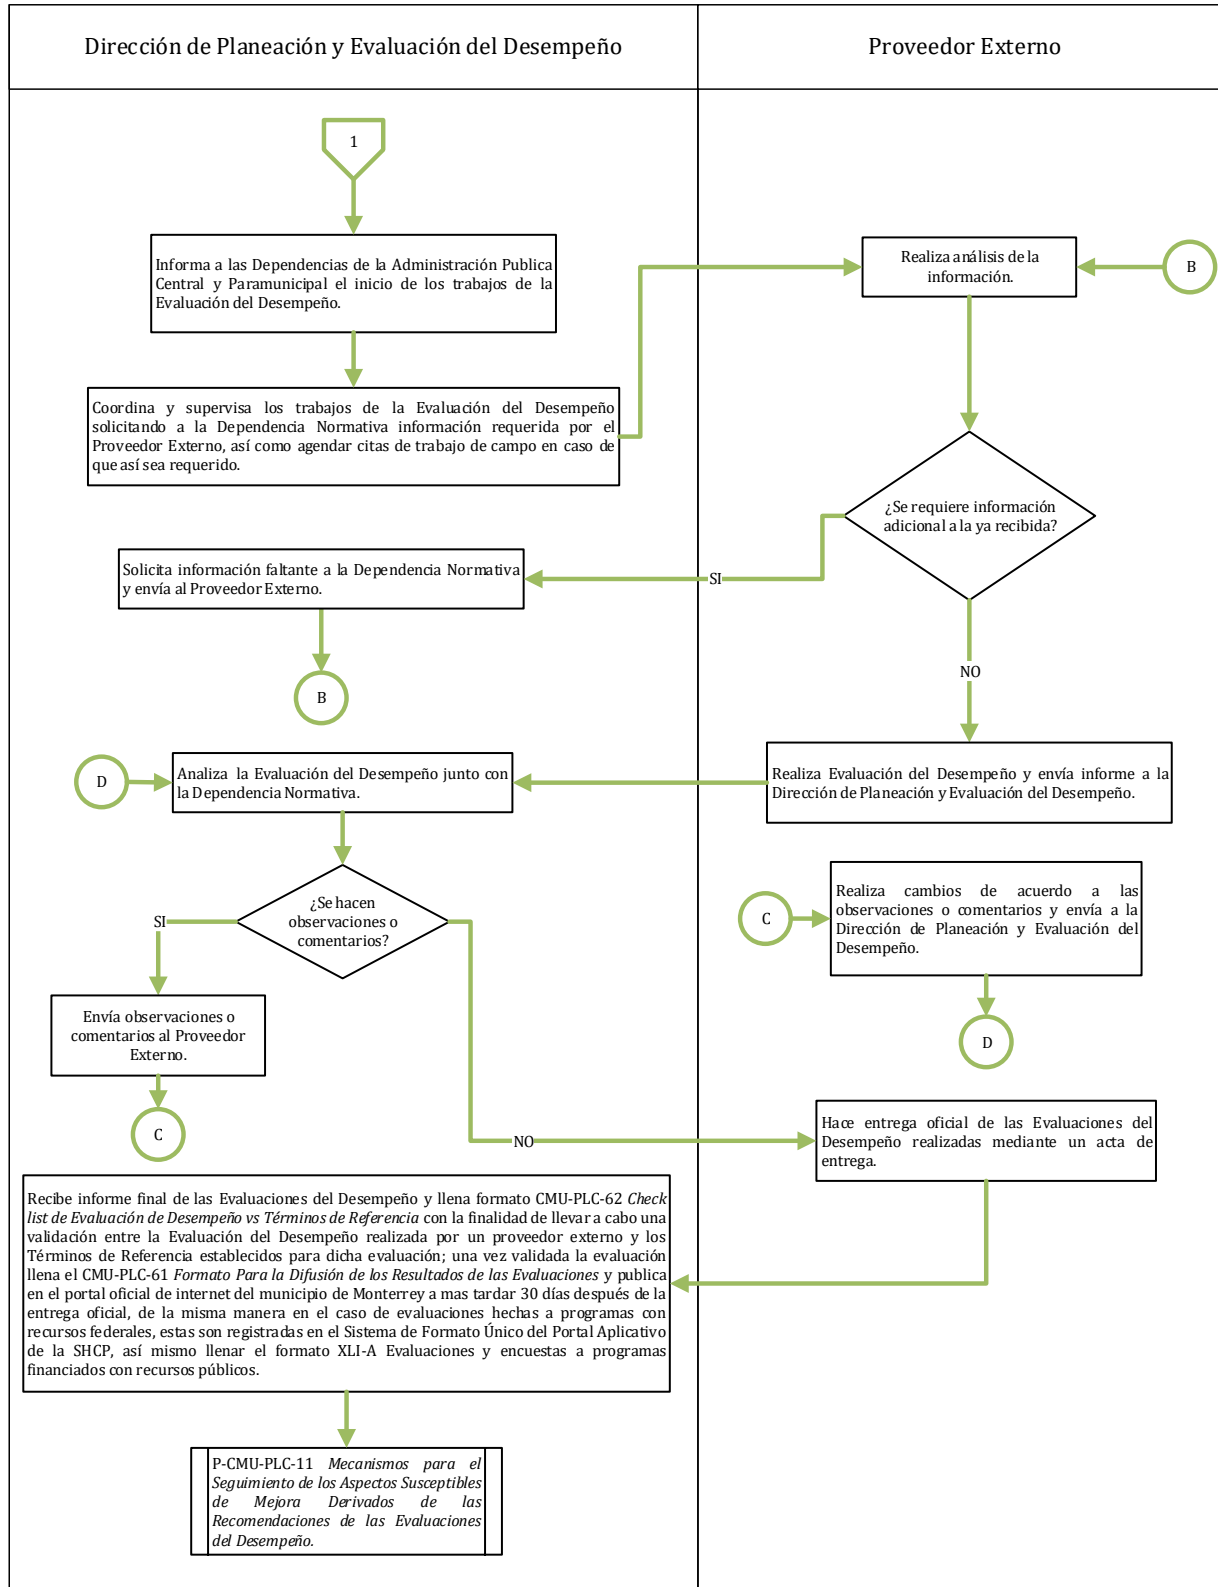 Dirección de Planeación y Evaluación del Desempeño
Proveedor Externo
1
Informa a las Dependencias de la Administración Publica
Central y Paramunicipal el inicio de los trabajos de la
Evaluación del Desempeño.
Realiza análisis de la
información.
B
Coordina y supervisa los trabajos de la Evaluación del Desempeño
solicitando a la Dependencia Normativa información requerida por el
Proveedor Externo, así como agendar citas de trabajo de campo en caso de
que así sea requerido.
¿Se requiere información
adicional a la ya recibida?
SI
Solicita información faltante a la Dependencia Normativa
y envía al Proveedor Externo.
NO
B
D
Analiza la Evaluación del Desempeño junto con
la Dependencia Normativa.
Realiza Evaluación del Desempeño y envía informe a la
Dirección de Planeación y Evaluación del Desempeño.
¿Se hacen
observaciones o
comentarios?
SI
C
Realiza cambios de acuerdo a las
observaciones o comentarios y envía a la
Dirección de Planeación y Evaluación del
Desempeño.
Envía observaciones o
comentarios al Proveedor
Externo.
D
C
NO
Hace entrega oficial de las Evaluaciones del
Desempeño realizadas mediante un acta de
entrega.
Recibe informe final de las Evaluaciones del Desempeño y llena formato CMU-PLC-62 Check
list de Evaluación de Desempeño vs Términos de Referencia con la finalidad de llevar a cabo una
validación entre la Evaluación del Desempeño realizada por un proveedor externo y los
Términos de Referencia establecidos para dicha evaluación; una vez validada la evaluación
llena el CMU-PLC-61 Formato Para la Difusión de los Resultados de las Evaluaciones y publica
en el portal oficial de internet del municipio de Monterrey a mas tardar 30 días después de la
entrega oficial, de la misma manera en el caso de evaluaciones hechas a programas con
recursos federales, estas son registradas en el Sistema de Formato Único del Portal Aplicativo
de la SHCP, así mismo llenar el formato XLI-A Evaluaciones y encuestas a programas
financiados con recursos públicos.
P-CMU-PLC-11 Mecanismos para el
Seguimiento de los Aspectos Susceptibles
de Mejora Derivados de las
Recomendaciones de las Evaluaciones
del Desempeño.